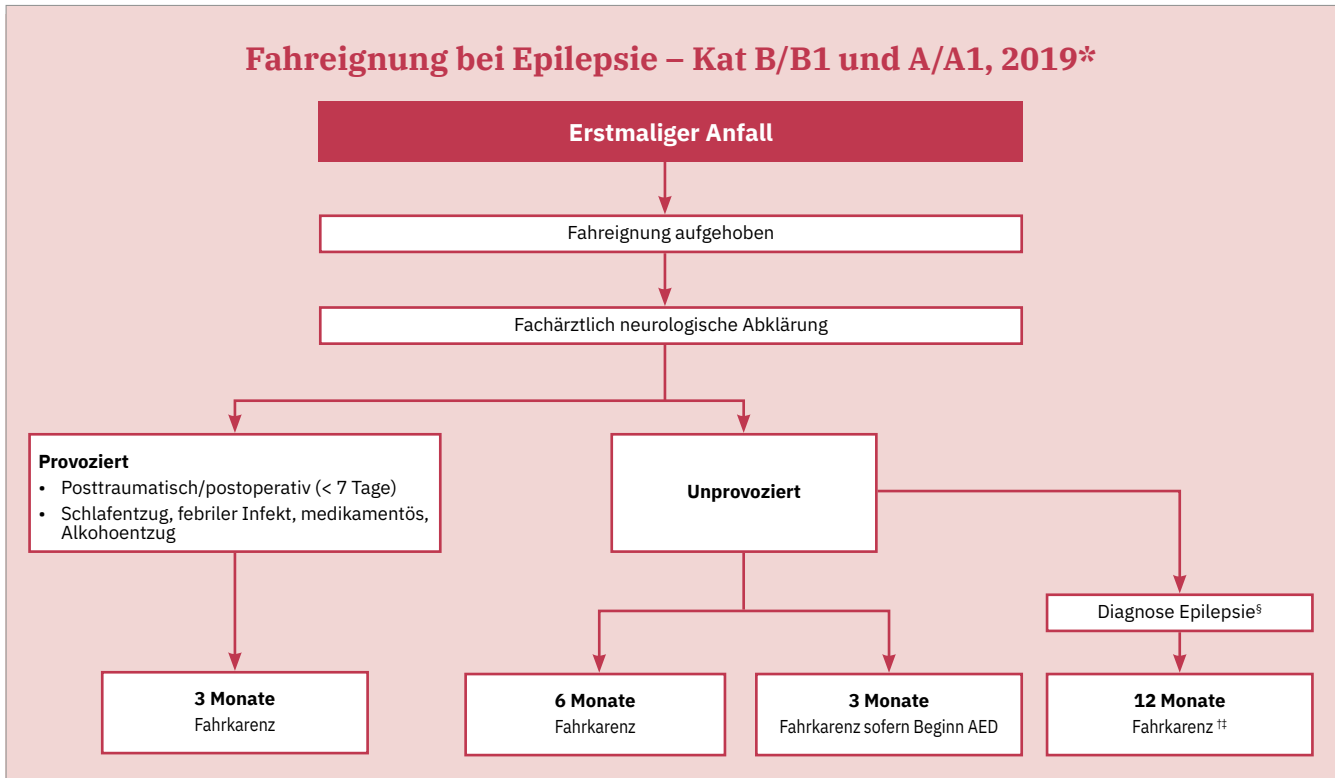 Fahreignung bei Epilepsie – Kat B/B1 und A/A1, 2019*
Erstmaliger Anfall
Fahreignung aufgehoben
Fachärztlich neurologische Abklärung
Provoziert
• Posttraumatisch/postoperativ (< 7 Tage)
• Schlafentzug, febriler Infekt, medikamentös,
Alkohoentzug
Unprovoziert
Diagnose Epilepsie§
3 Monate
Fahrkarenz
6 Monate
Fahrkarenz
3 Monate
Fahrkarenz sofern Beginn AED
12 Monate
Fahrkarenz †‡